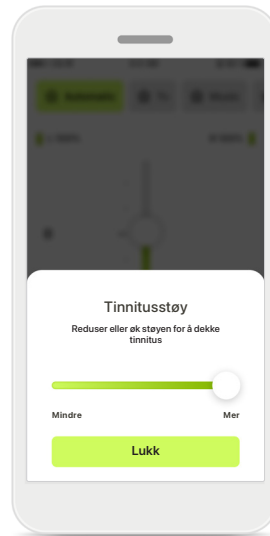 Tinnitusstøy
Reduser eller øk støyen for å dekke
tinnitus
Mindre
Mer
Lukk